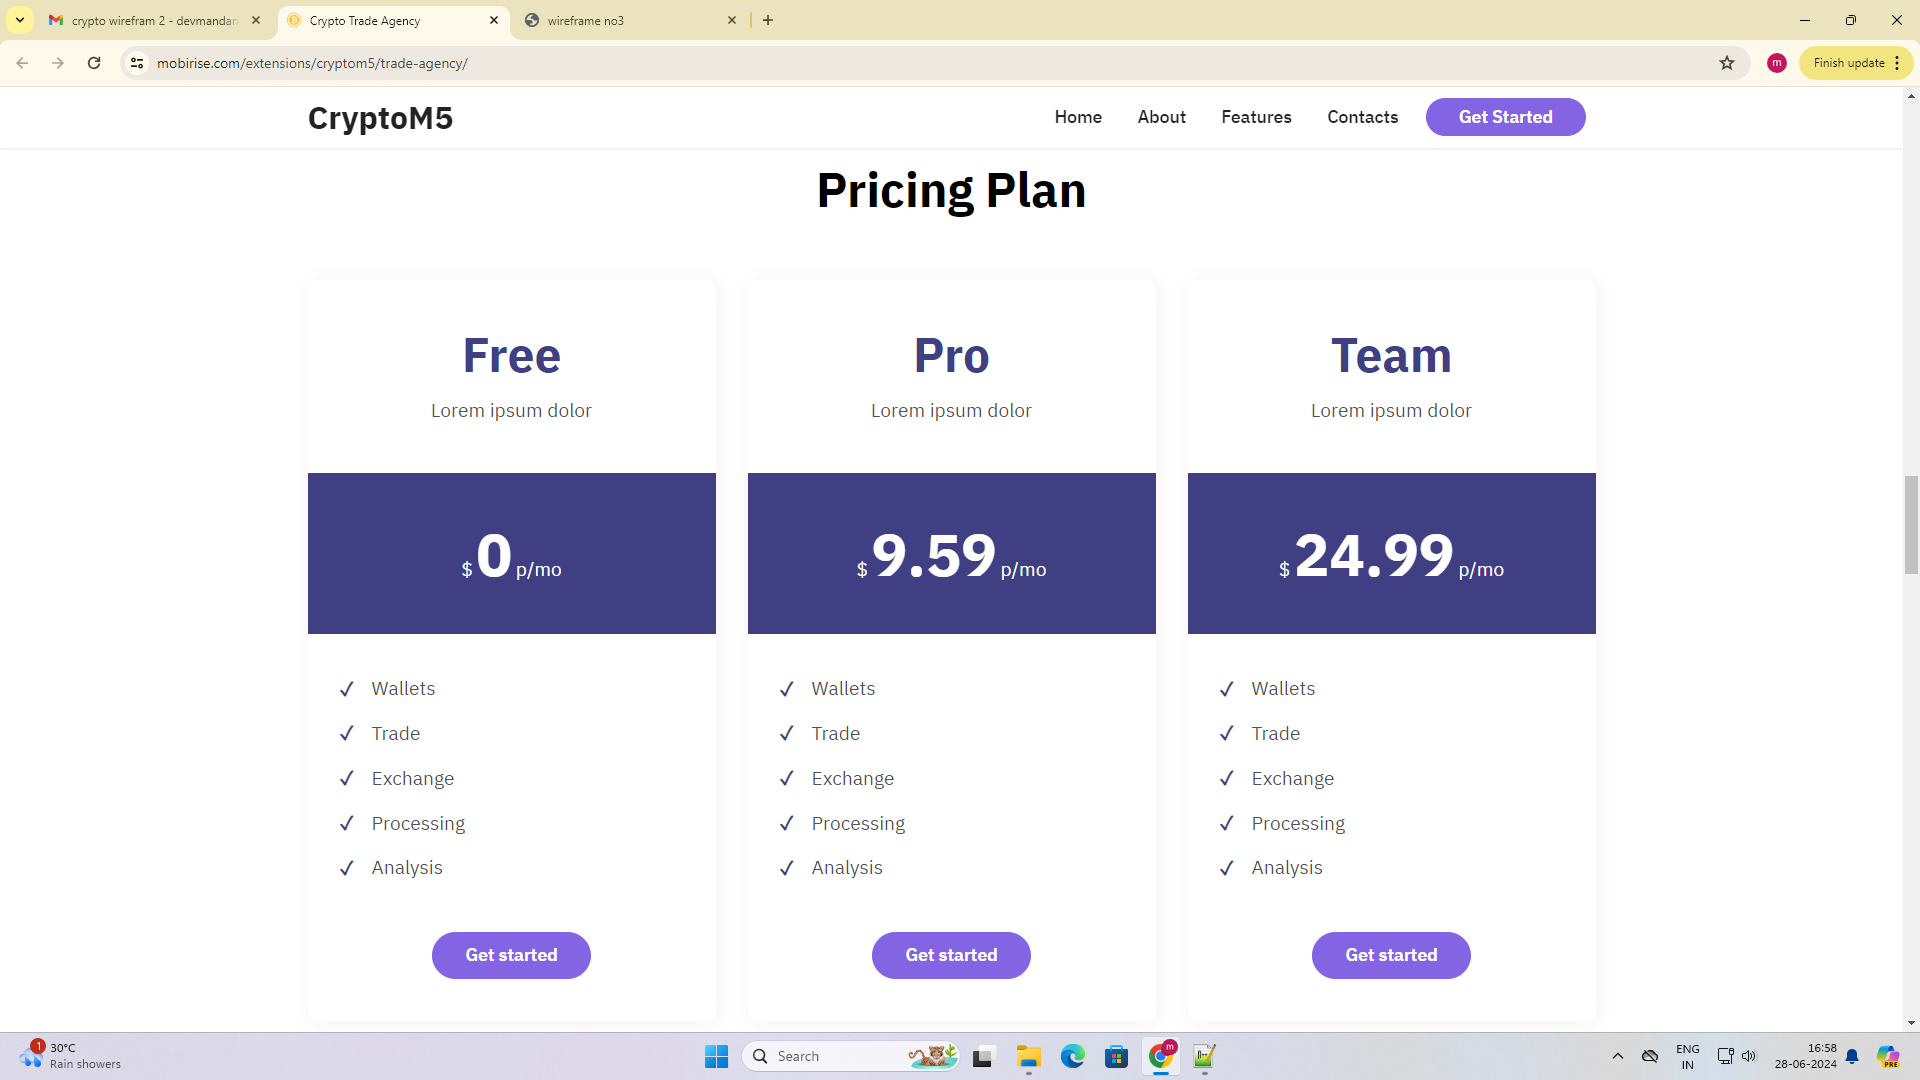 crypto wirefram 2 - devmandan
Crypto Trade Agency
wireframe no3
mobirise.com/extensions/cryptom5/trade-agency/
m
Finish update
CryptoM5
Home
About
Features
Contacts
Get Started
Pricing Plan
Free
Lorem ipsum dolor
$0 p/mo
Wallets
Trade
Exchange
Processing
Analysis
Get started
Pro
Lorem ipsum dolor
$9.59 p/mo
Wallets
Trade
Exchange
Processing
Analysis
Get started
Team
Lorem ipsum dolor
$24.99 p/mo
Wallets
Trade
Exchange
Processing
Analysis
Get started
1
30°C
Rain showers
Search
m
ENG
IN
16:58
28-06-2024
PRE